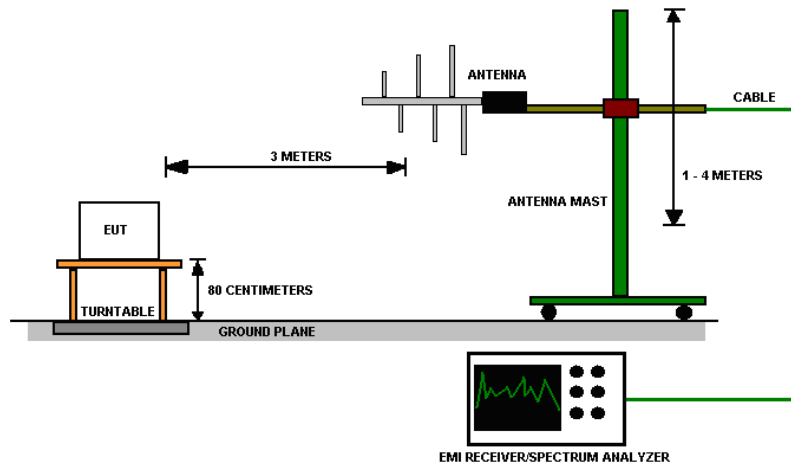 ANTENNA
CABLE
3 METERS
1 - 4 METERS
ANTENNA MAST
EUT
80 CENTIMETERS
TURNTABLE
GROUND PLANE
EMI RECEIVER/SPECTRUM ANALYZER